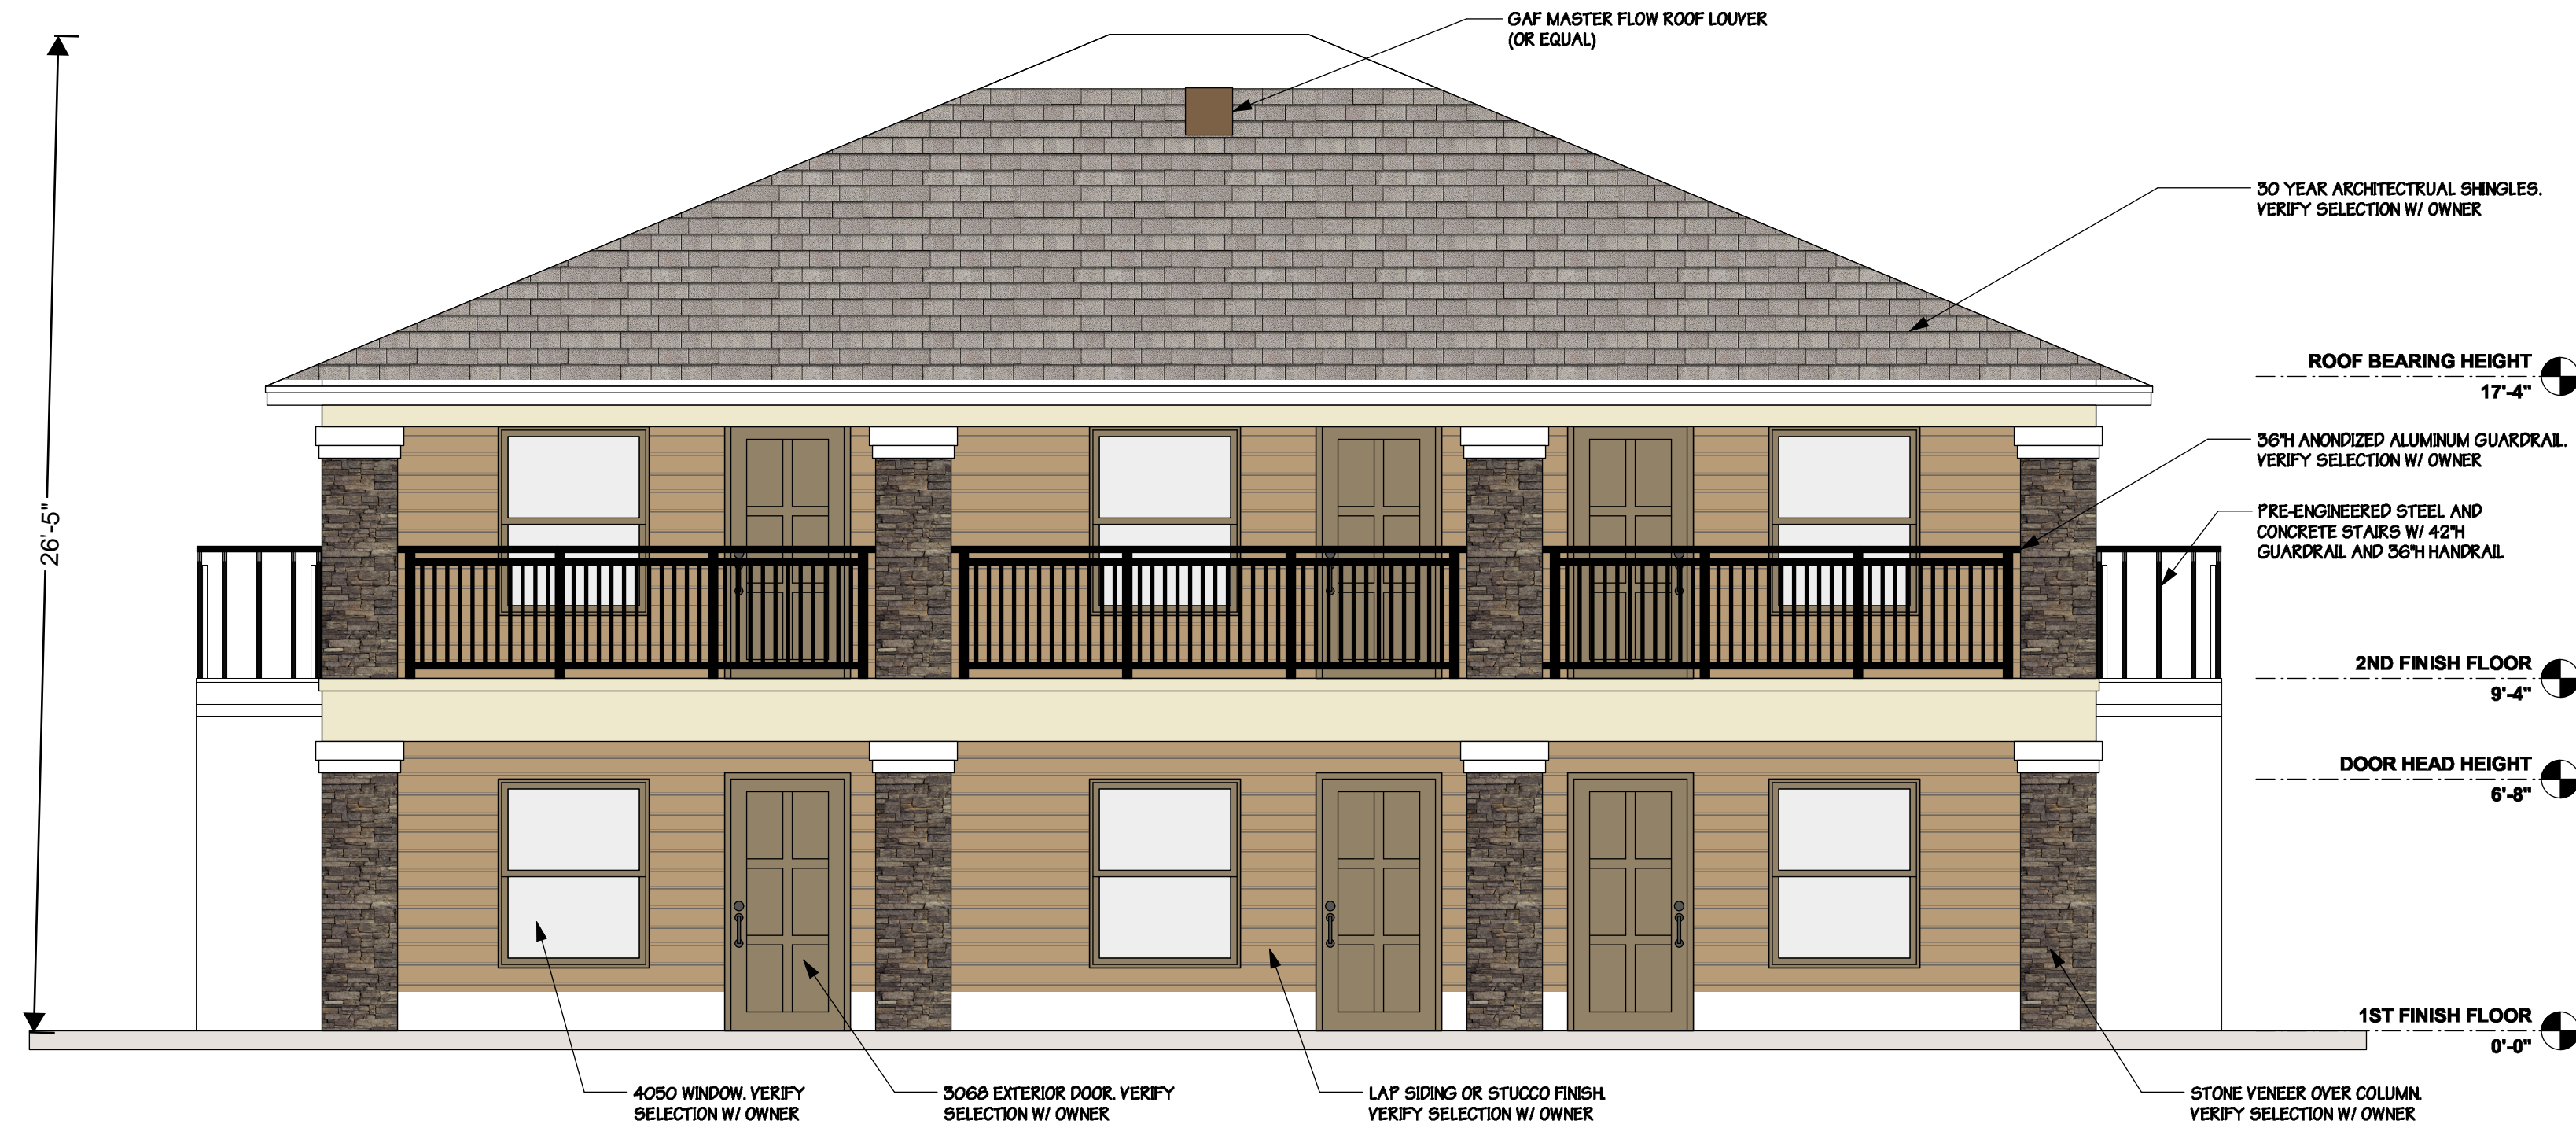 GAF MASTER FLOW ROOF LOUVER
(OR EQUAL)
30 YEAR ARCHITECTRUAL SHINGLES.
VERIFY SELECTION W/ OWNER
ROOF BEARING HEIGHT
17'-4"
36"H ANONDIZED ALUMINUM GUARDRAIL.
VERIFY SELECTION W/ OWNER
PRE-ENGINEERED STEEL AND
CONCRETE STAIRS W/ 42"H
GUARDRAIL AND 36"H HANDRAIL
26'-5"
2ND FINISH FLOOR
9'-4"
DOOR HEAD HEIGHT
6'-8"
1ST FINISH FLOOR
0'-0"
4050 WINDOW. VERIFY
SELECTION W/ OWNER
3068 EXTERIOR DOOR. VERIFY
SELECTION W/ OWNER
LAP SIDING OR STUCCO FINISH.
VERIFY SELECTION W/ OWNER
STONE VENEER OVER COLUMN.
VERIFY SELECTION W/ OWNER